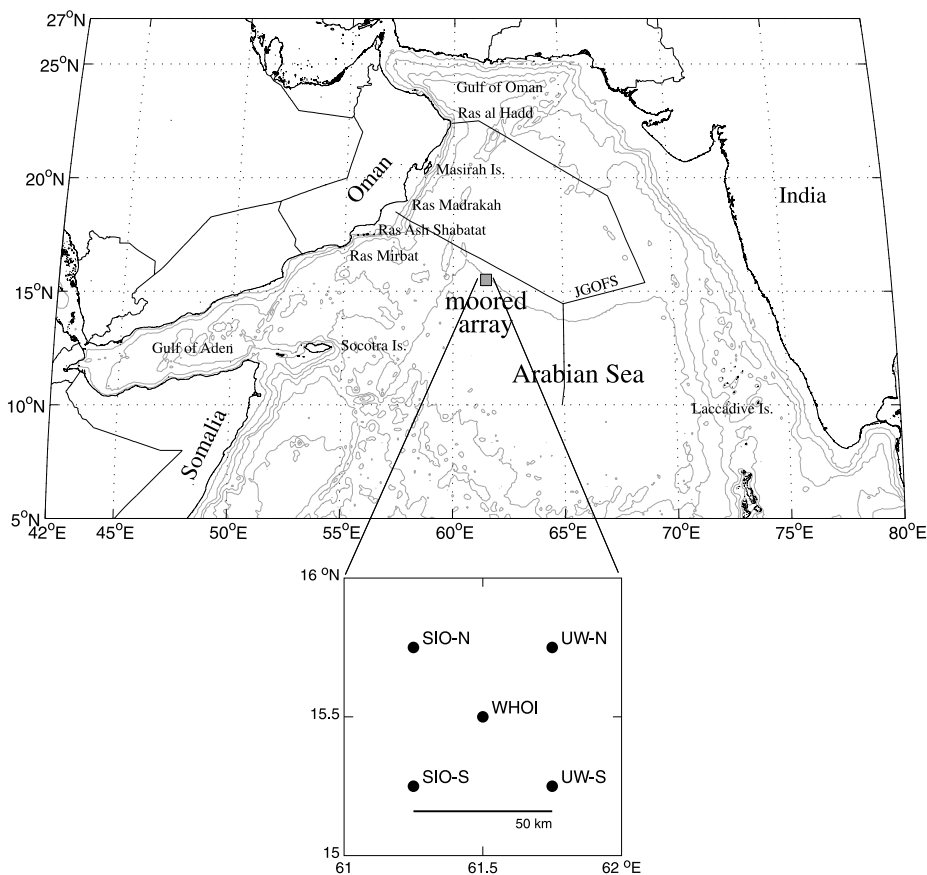 27°N
25°N
Gulf of Oman
Ras al Hadd
Oman
Masirah Is.
20°N
India
Ras Madrakah
Ras Ash Shabatat
Ras Mirbat
JGOFS
15°N
moored
array
Gulf of Aden
Socotra Is.
Arabian Sea
10°N
Laccadive Is.
Somalia
5°N
42°E
45°E
50°E
55°E
60°E
65°E
70°E
75°E
80°E
16 °N
SIO-N
UW-N
WHOI
15.5
SIO-S
UW-S
50 km
15
61
61.5
62 °E